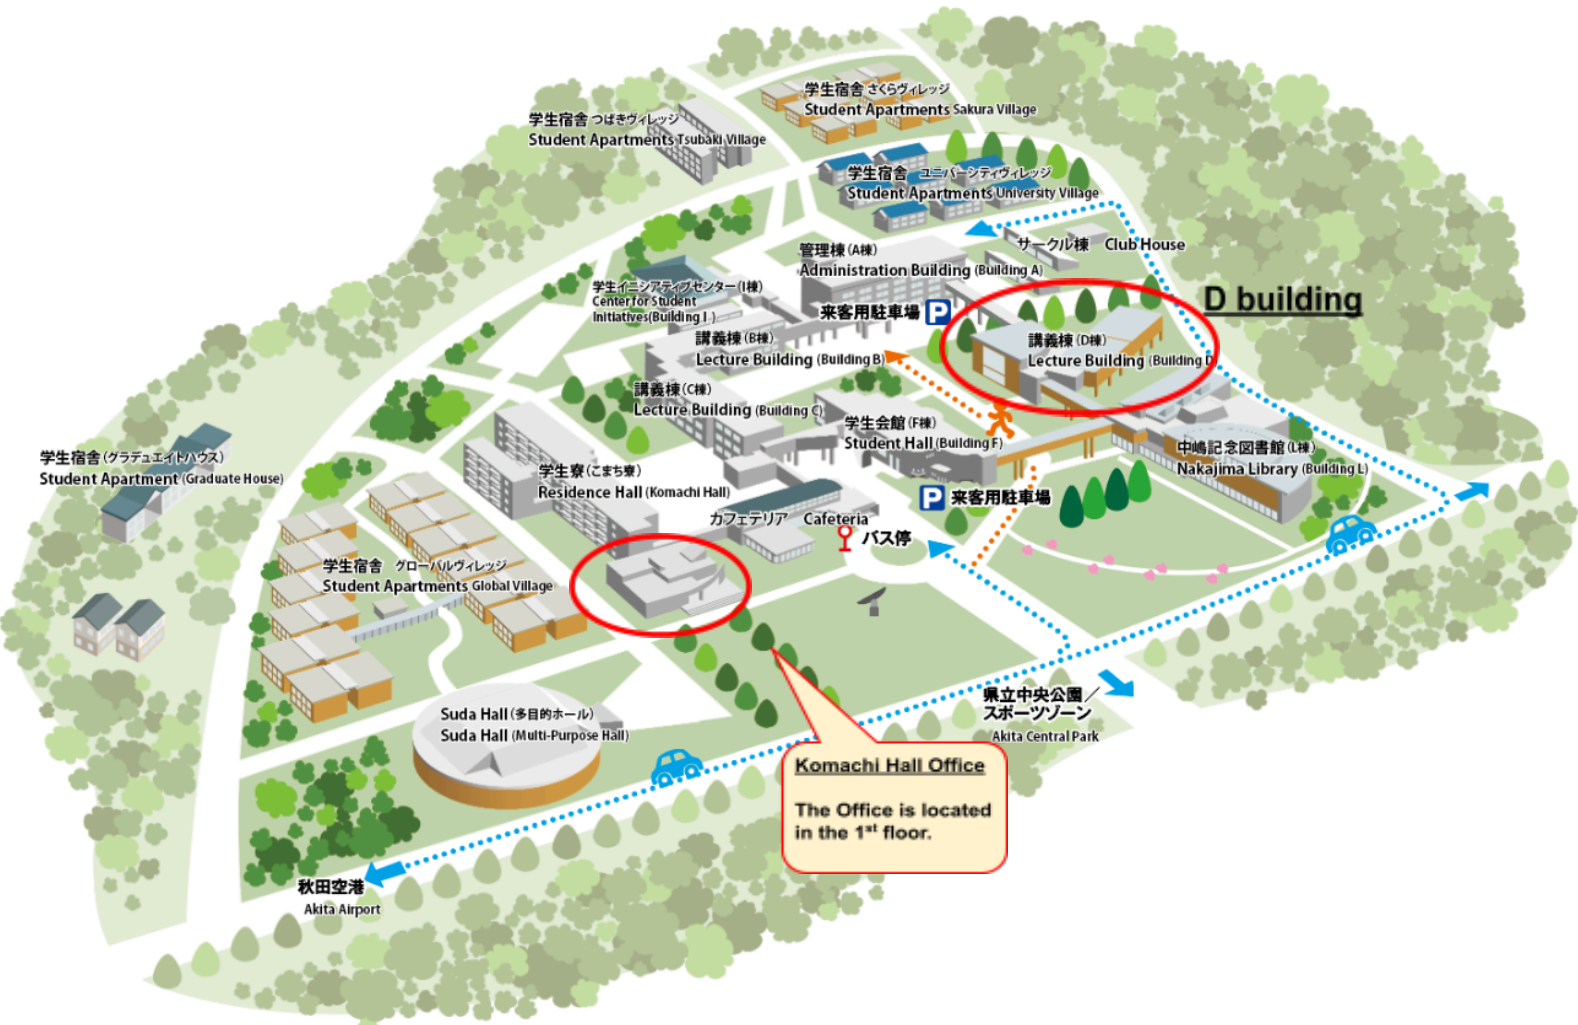 学生宿舎 さくらヴィレッジ
Student Apartments Sakura Village
学生宿舎 つばきヴィレッジ
Student Apartments Tsubaki Village
学生宿舎 ユニバーシティヴィレッジ
Student Apartments University Village
サークル棟 Club House
管理棟(A棟)
Administration Building (Building A)
学生イニシアティブセンター(I棟)
Center for Student
Initiatives(Building I )
来客用駐車場 P
D building
講義棟(B棟)
Lecture Building (Building B)
講義棟(D棟)
Lecture Building (Building D
講義棟(C棟)
Lecture Building (Building C)
学生会館(F棟)
Student Hall (Building F)
中嶋記念図書館(L棟)
Nakajima Library (Building L)
学生宿舎(グラデュエイトハウス)
Student Apartment (Graduate House)
学生寮(こまち寮)
Residence Hall (Komachi Hall)
P 来客用駐車場
カフェテリア Cafeteria
バス停
学生宿舎 グローバルヴィレッジ
Student Apartments Global Village
県立中央公園／
スポーツゾーン
Akita Central Park
Suda Hall(多目的ホール)
Suda Hall (Multi-Purpose Hall)
Komachi Hall Office
The Office is located
in the 1st floor.
秋田空港
Akita Airport